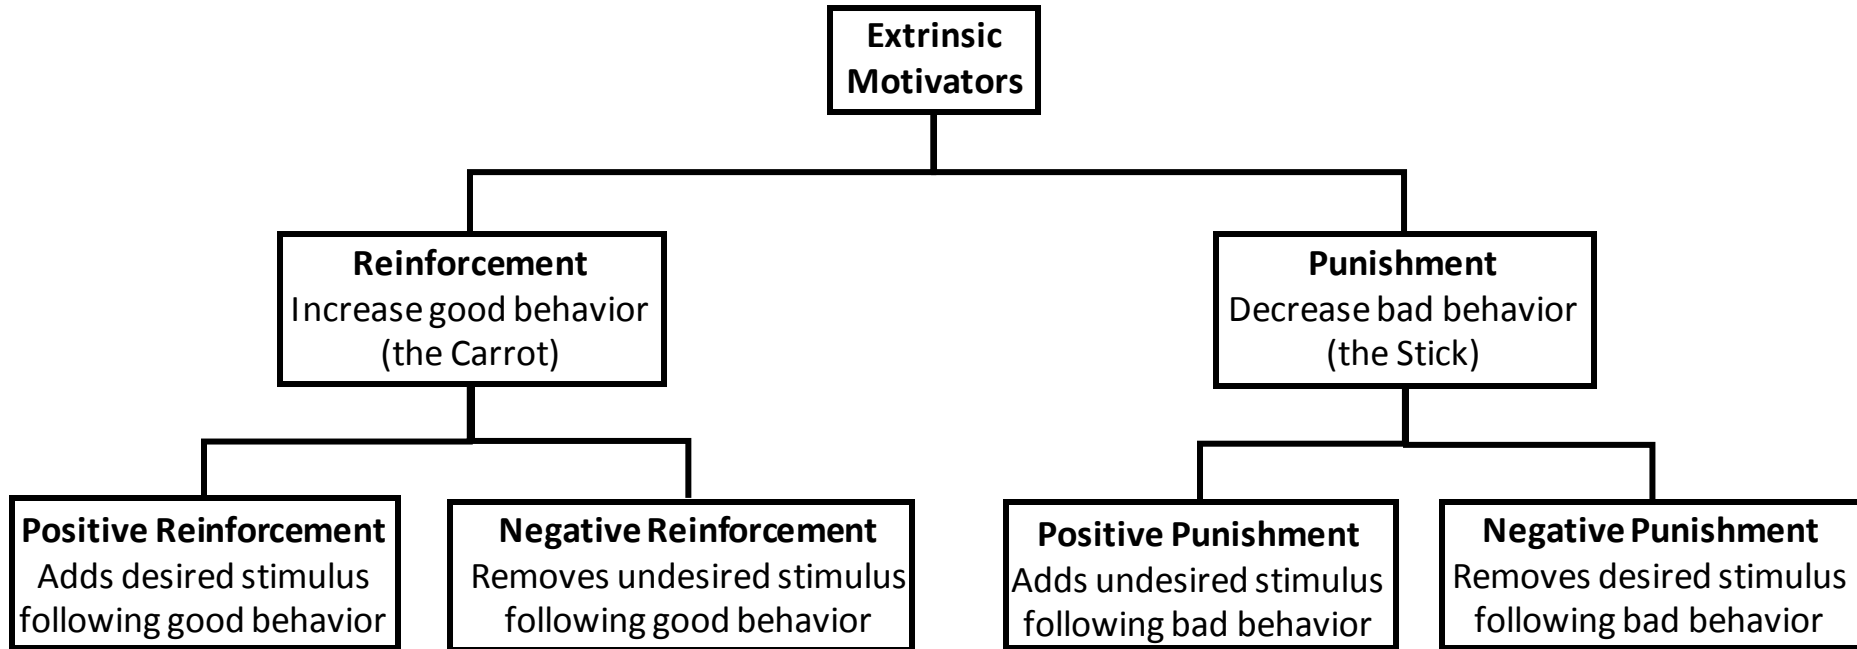 Extrinsic
Motivators
Reinforcement
Increase good behavior
(the Carrot)
Punishment
Decrease bad behavior
(the Stick)
Positive Reinforcement
Adds desired stimulus
following good behavior
Negative Reinforcement
Removes undesired stimulus
following good behavior
Positive Punishment
Adds undesired stimulus
following bad behavior
Negative Punishment
Removes desired stimulus
following bad behavior